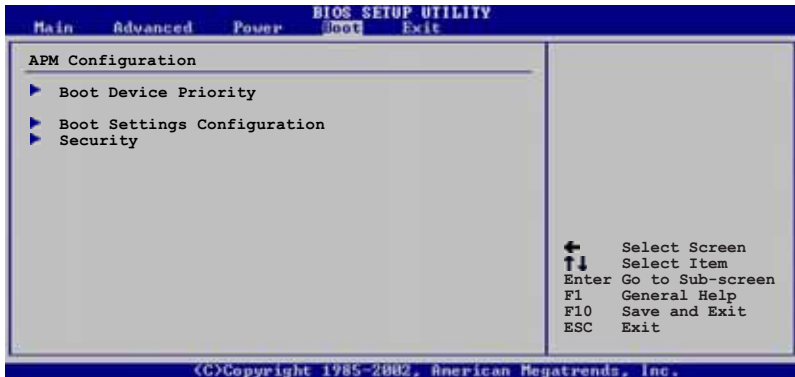 BIOS SETUP UTILITY
Main Advanced Power Boot Exit
APM Configuration
Boot Device Priority
Boot Settings Configuration
Security
← Select Screen
↑↓ Select Item
Enter Go to Sub-screen
F1 General Help
F10 Save and Exit
ESC Exit
(C)Copyright 1985-2002, American Megatrends, Inc.